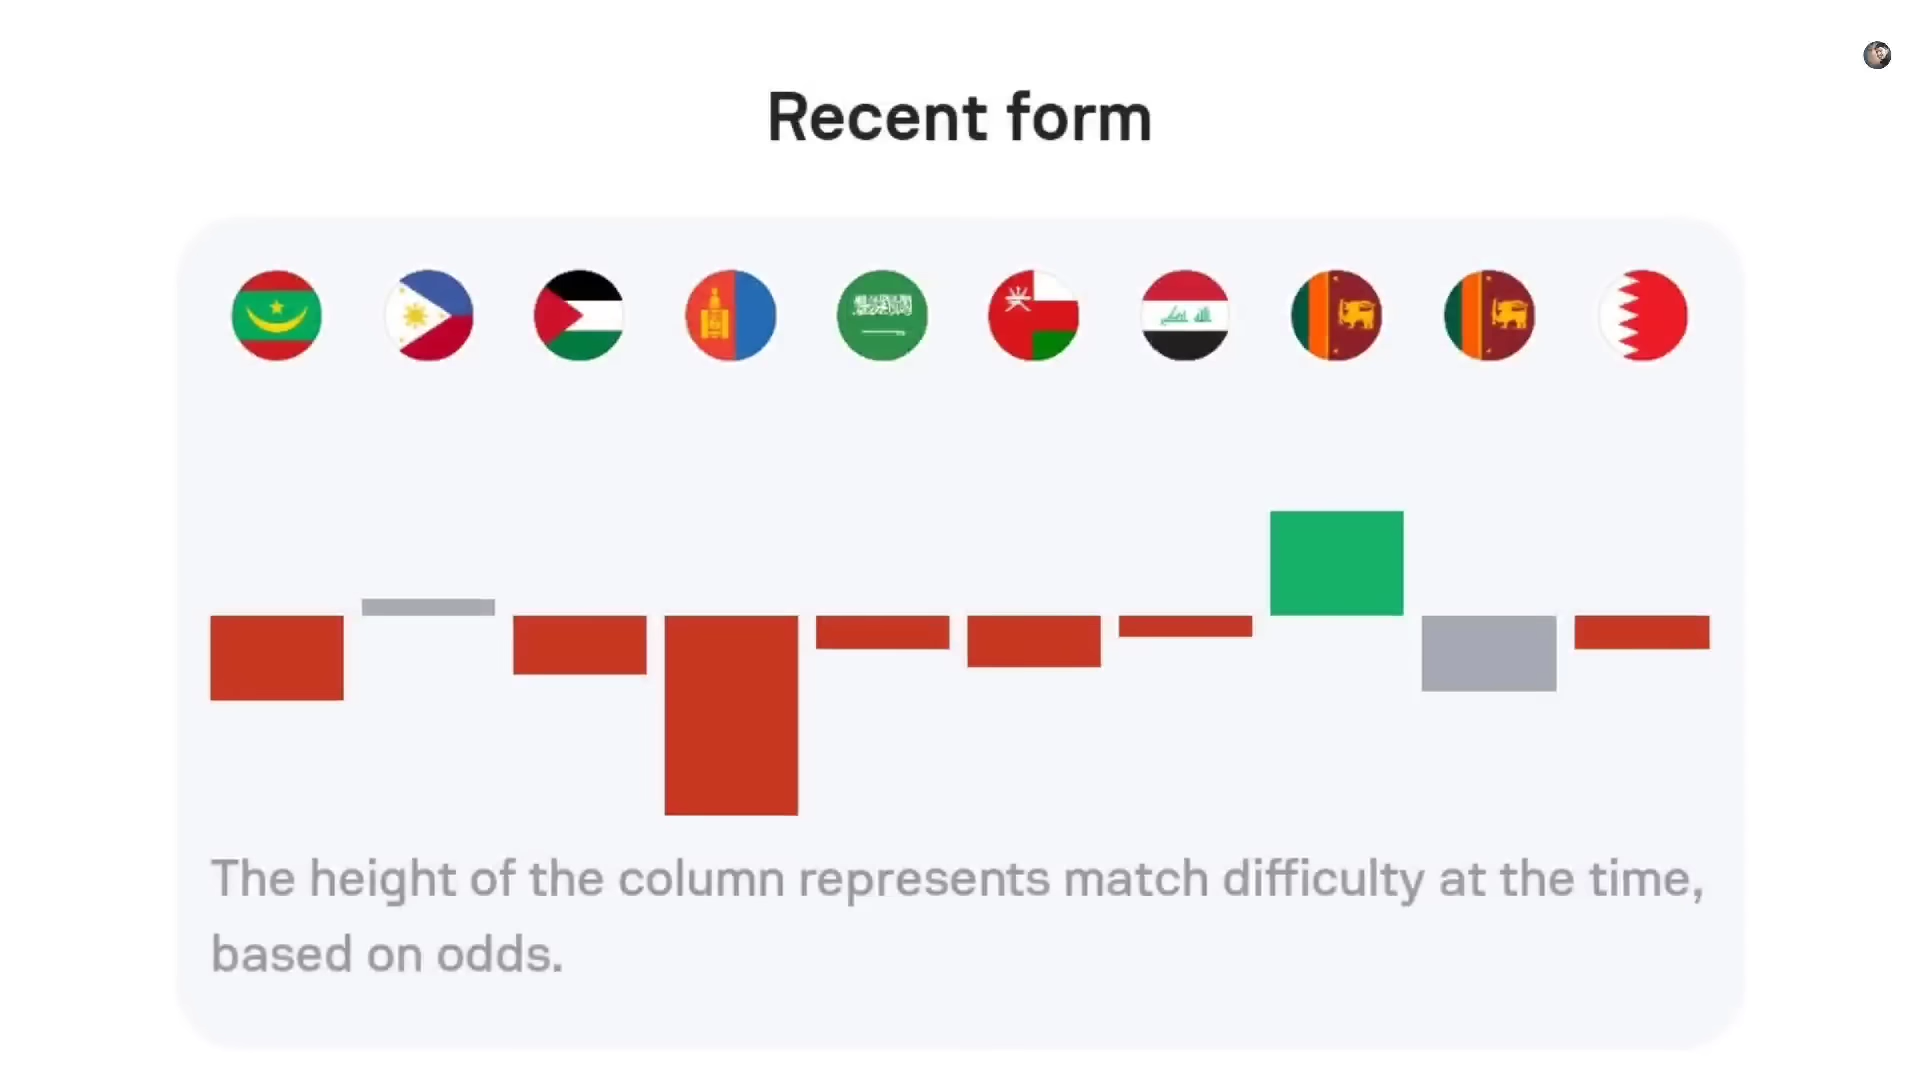 Recent form
The height of the column represents match difficulty at the time,
based on odds.